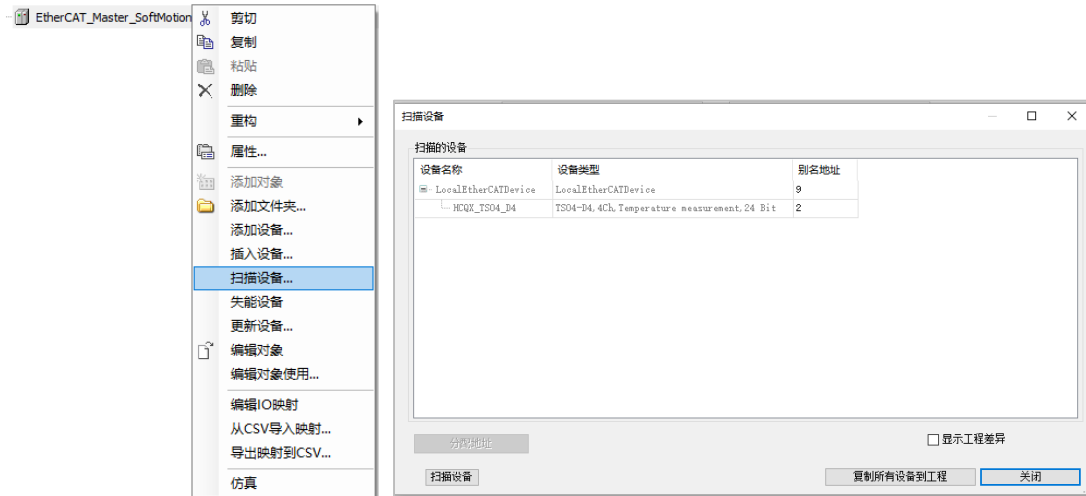 EtherCAT_Master_SoftMotion
剪切
复制
粘贴
删除
重构
属性...
添加对象
添加文件夹...
添加设备...
插入设备...
扫描设备...
失能设备
更新设备...
编辑对象
编辑对象使用...
编辑IO映射
从CSV导入映射...
导出映射到CSV...
仿真
扫描设备
扫描的设备
设备名称 设备类型 别名地址
LocalEtherCATDevice LocalEtherCATDevice 9
HCQX_TS04_D4 TS04-D4,4Ch,Temperature measurement,24 Bit 2
分配地址
显示工程差异
扫描设备 复制所有设备到工程 关闭